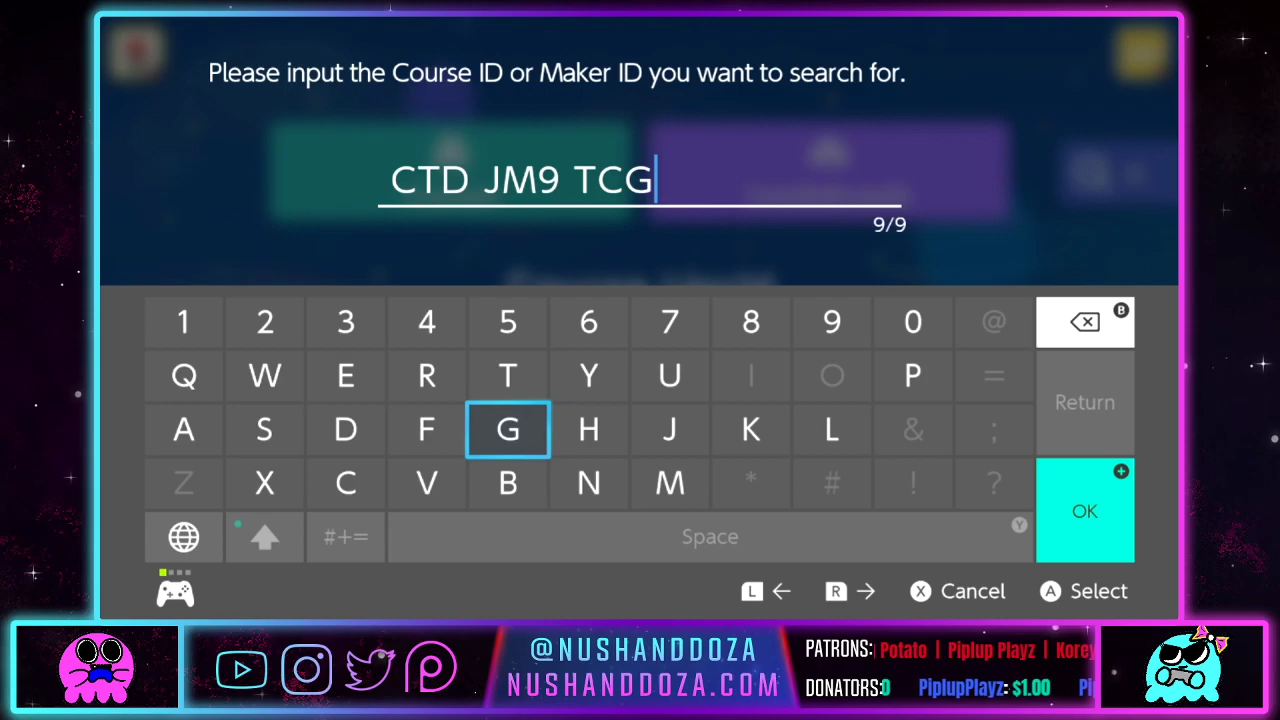 Please input the Course ID or Maker ID you want to search for.
CTD JM9 TCG
9/9
1 2 3 4 5 6 7 8 9 0 @ B
Q W E R T Y U I O P =
Return
A S D F G H J K L & ;
Z X C V B N M * # ! ? +
OK
#+= Space Y
L ← R → X Cancel A Select
@NUSHANDDOZA
NUSHANDDOZA.COM
PATRONS: Potato | Piplup Playz | Korey
DONATORS:0 PiplupPlayz: $1.00 Pi